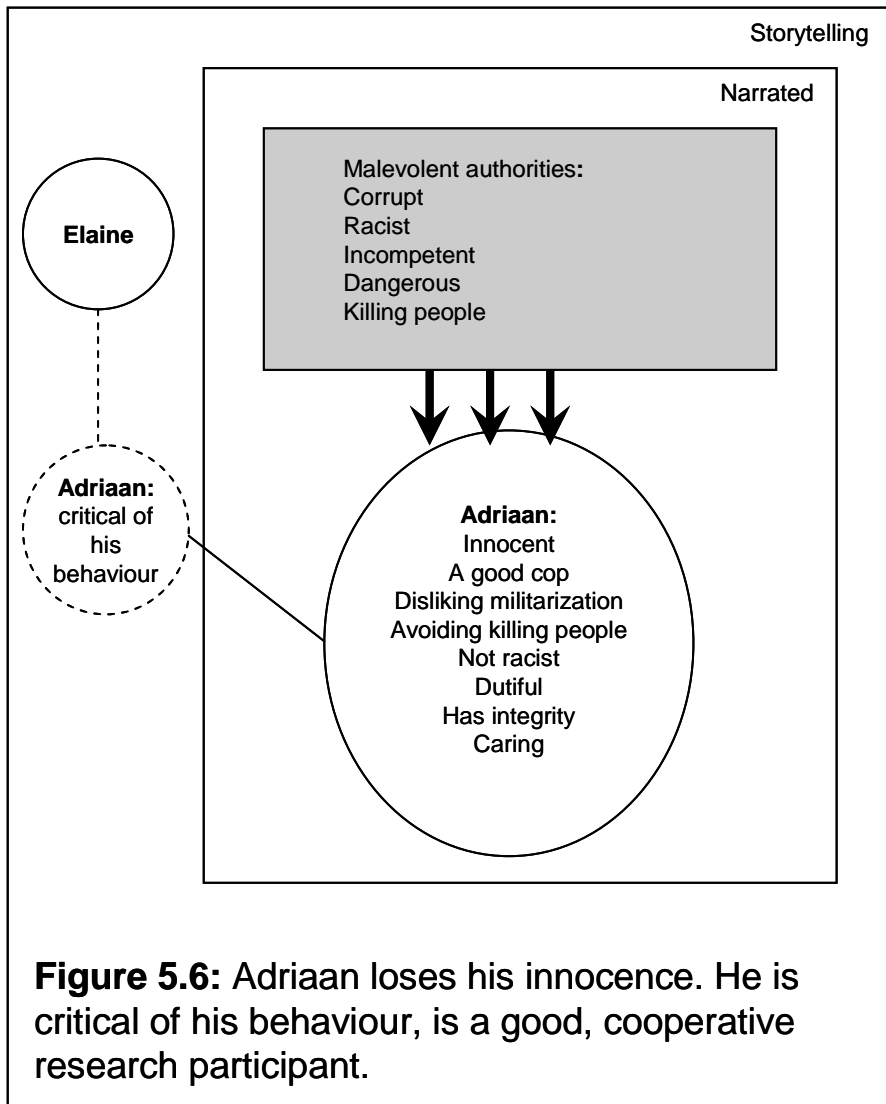 Storytelling
Narrated
Malevolent authorities:
Corrupt
Racist
Incompetent
Dangerous
Killing people
Elaine
Adriaan:
critical of
his
behaviour
Adriaan:
Innocent
A good cop
Disliking militarization
Avoiding killing people
Not racist
Dutiful
Has integrity
Caring
Figure 5.6: Adriaan loses his innocence. He is
critical of his behaviour, is a good, cooperative
research participant.